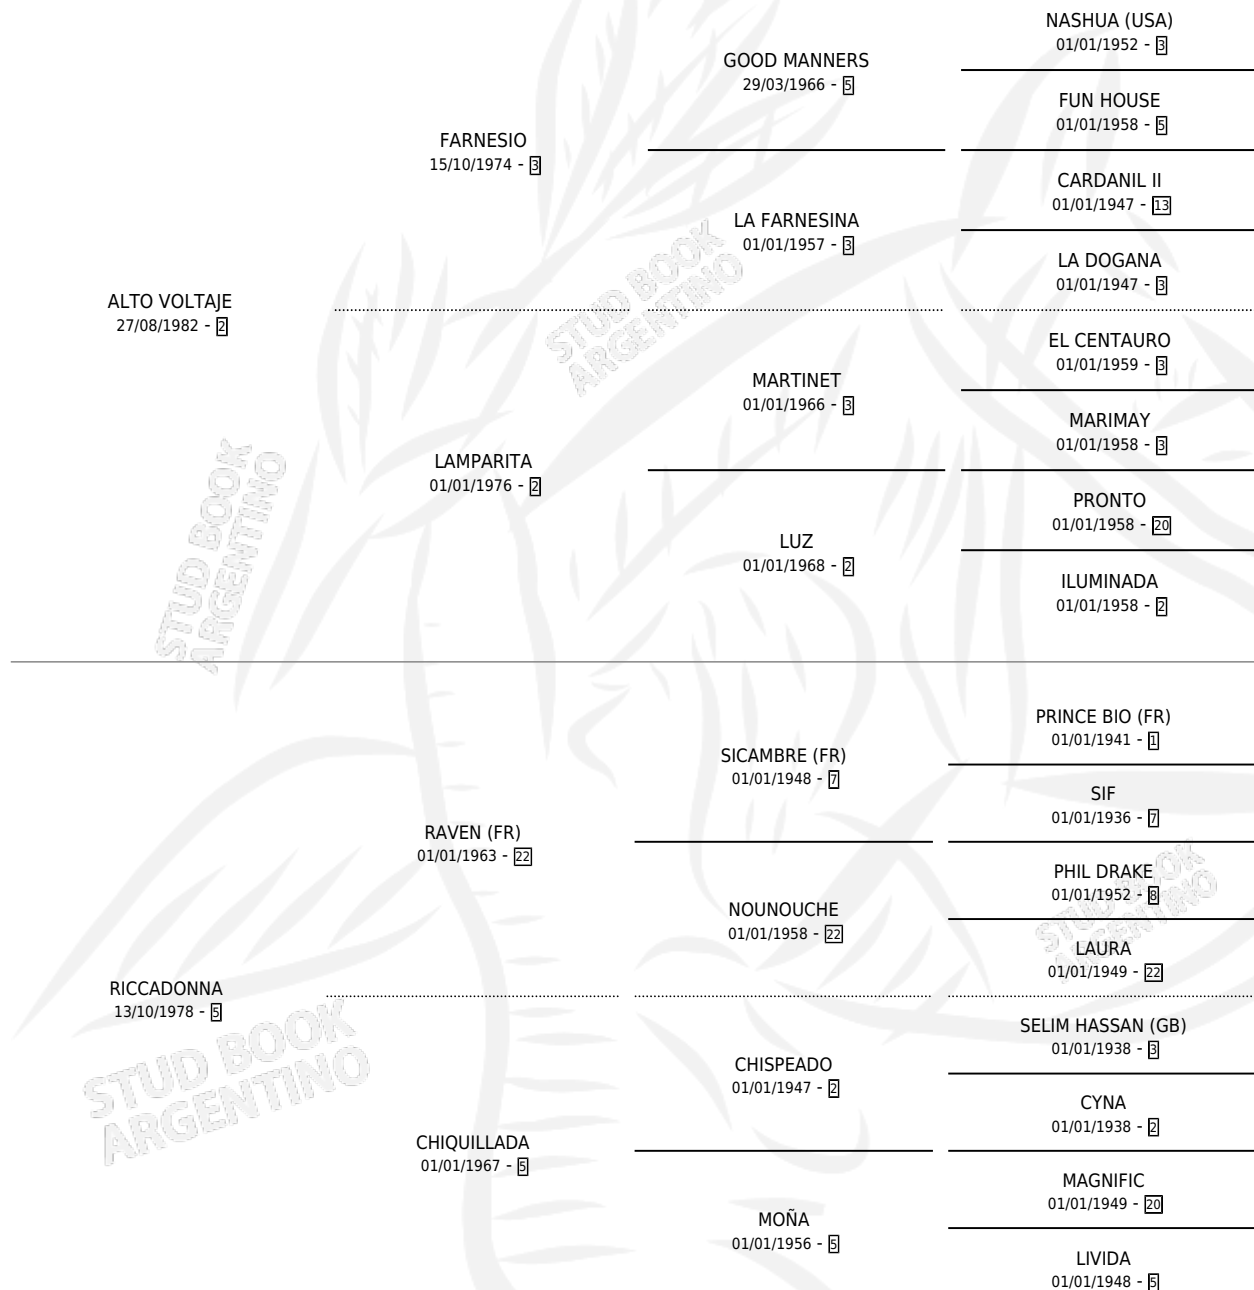 NASHUA (USA)
01/01/1952 - 3
GOOD MANNERS
29/03/1966 - 5
FUN HOUSE
01/01/1958 - 5
FARNESIO
15/10/1974 - 3
CARDANIL II
01/01/1947 - 13
LA FARNESINA
01/01/1957 - 3
LA DOGANA
01/01/1947 - 3
ALTO VOLTAJE
27/08/1982 - 2
EL CENTAURO
01/01/1959 - 3
MARTINET
01/01/1966 - 3
MARIMAY
01/01/1958 - 3
LAMPARITA
01/01/1976 - 2
PRONTO
01/01/1958 - 20
LUZ
01/01/1968 - 2
ILUMINADA
01/01/1958 - 2
PRINCE BIO (FR)
01/01/1941 - 1
SICAMBRE (FR)
01/01/1948 - 7
SIF
01/01/1936 - 7
RAVEN (FR)
01/01/1963 - 22
PHIL DRAKE
01/01/1952 - 8
NOUNOUCHE
01/01/1958 - 22
LAURA
01/01/1949 - 22
RICCADONNA
13/10/1978 - 5
SELIM HASSAN (GB)
01/01/1938 - 3
CHISPEADO
01/01/1947 - 2
CYNA
01/01/1938 - 2
CHIQUILLADA
01/01/1967 - 5
MAGNIFIC
01/01/1949 - 20
MOÑA
01/01/1956 - 5
LIVIDA
01/01/1948 - 5
STUD BOOK
ARGENTINO
STUD BOOK
ARGENTINO
STUD BOOK
ARGENTINO
STUD BOOK
ARGENTINO